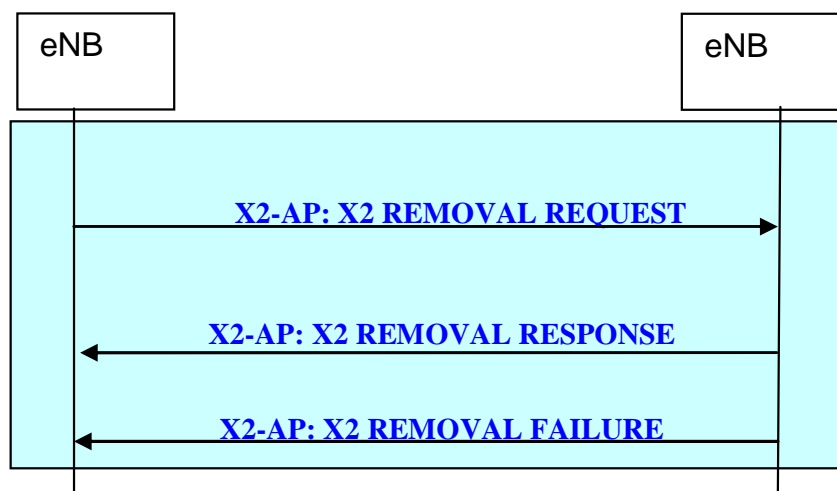 eNB
eNB
X2-AP: X2 REMOVAL REQUEST
X2-AP: X2 REMOVAL RESPONSE
X2-AP: X2 REMOVAL FAILURE